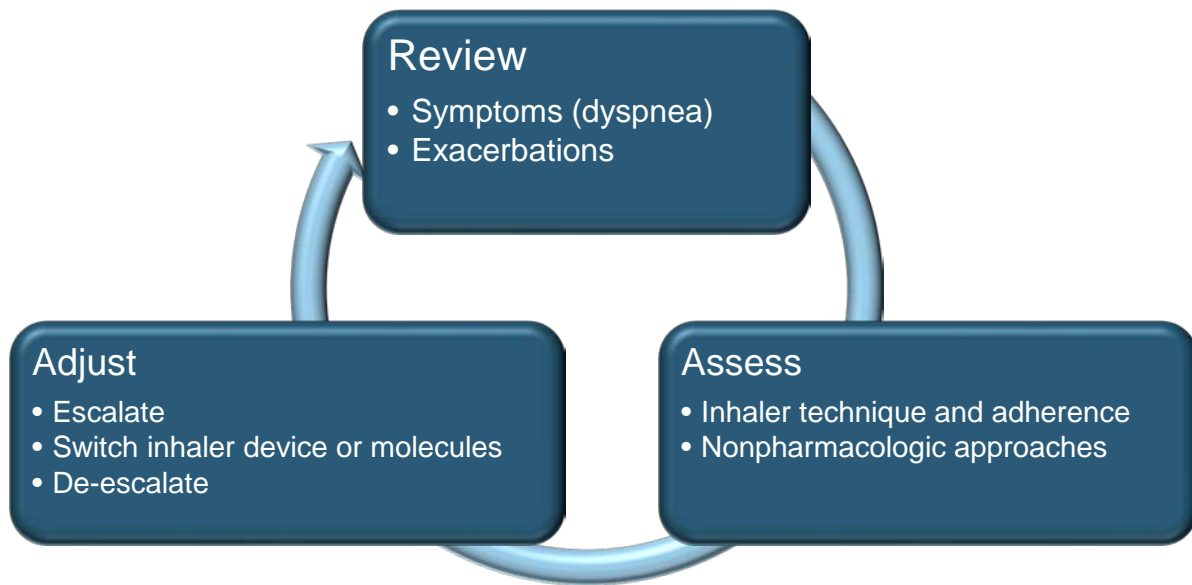 Review
• Symptoms (dyspnea)
• Exacerbations
Adjust
• Escalate
• Switch inhaler device or molecules
• De-escalate
Assess
• Inhaler technique and adherence
• Nonpharmacologic approaches